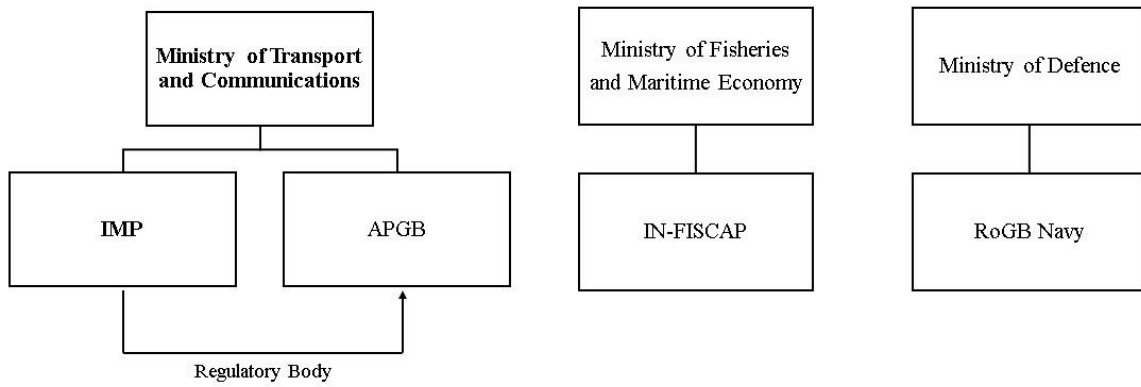 Ministry of Transport
and Communications
Ministry of Fisheries
and Maritime Economy
Ministry of Defence
IMP
APGB
IN-FISCAP
RoGB Navy
Regulatory Body